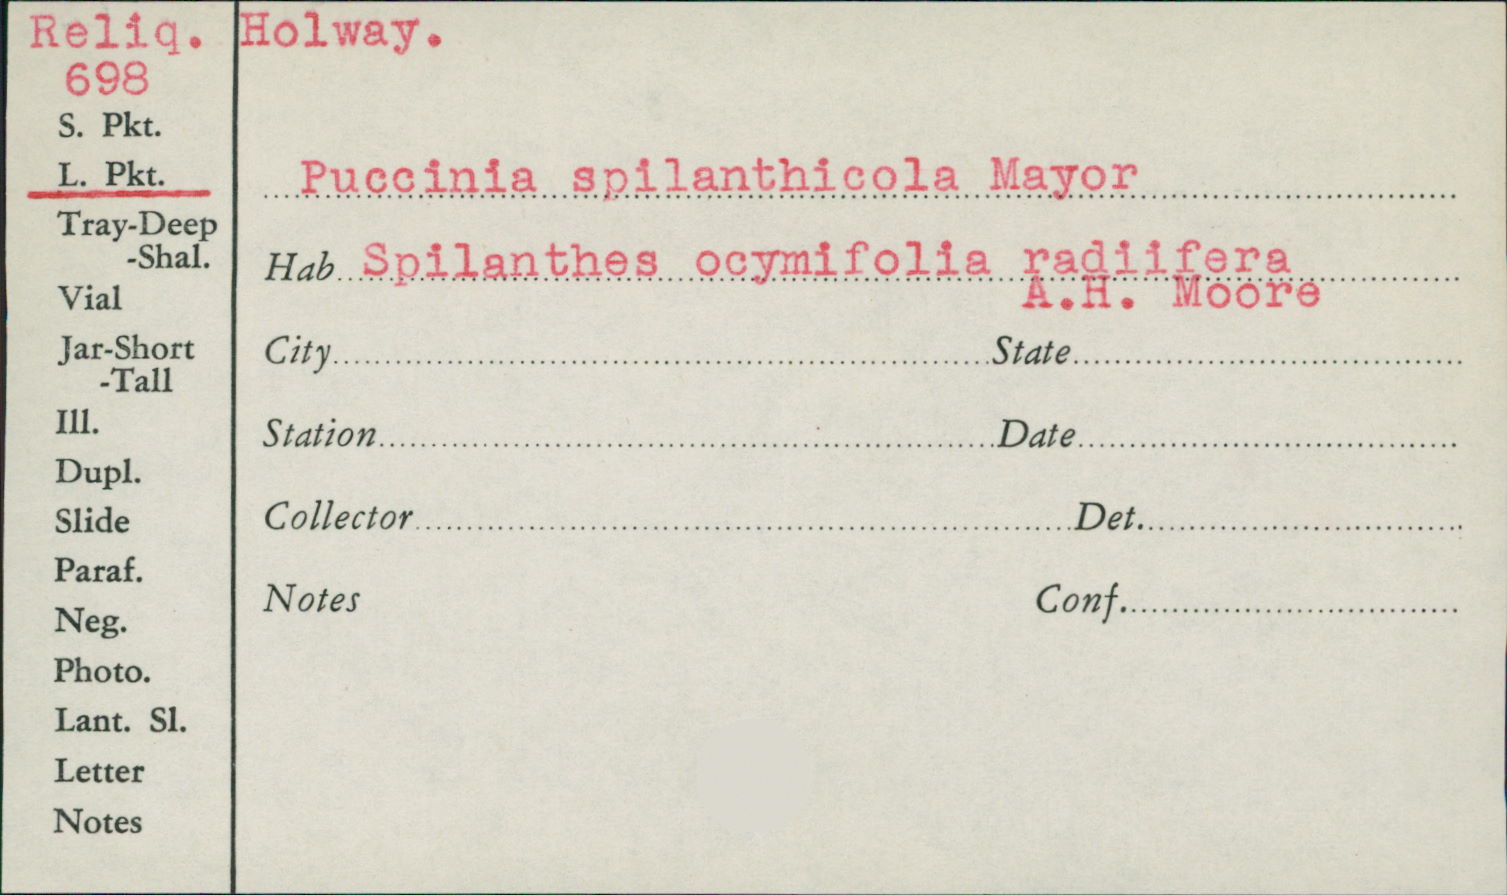 Reliq. Holway.
698
S. Pkt.
L. Pkt.
Puccinia spilanthicola Mayor
Tray-Deep
-Shal.
Hab Spilanthes ocymifolia radiifera
A.H. Moore
Vial
Jar-Short
-Tall
City State
Ill.
Station Date
Dupl.
Slide
Collector Det.
Paraf.
Neg.
Notes Conf.
Photo.
Lant. Sl.
Letter
Notes